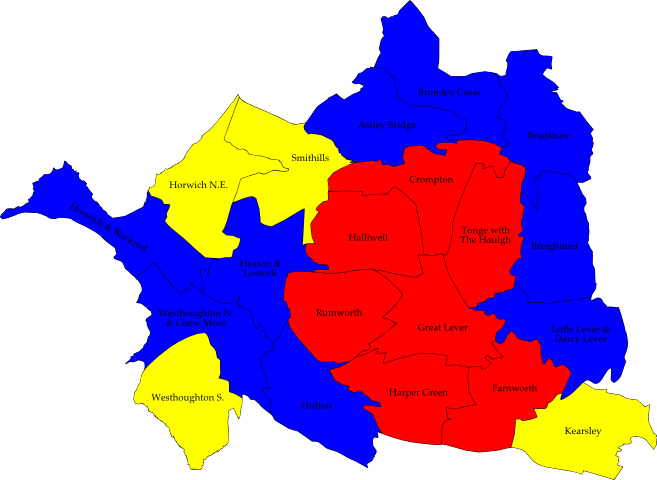 Bromley Cross
Astley Bridge
Bradshaw
Smithills
Crompton
Horwich N.E.
Horwich & Blackrod
Halliwell
Tonge with
The Haulgh
Breightmet
Heaton &
Lostock
Westhoughton N.
& Chew Moor
Rumworth
Great Lever
Little Lever &
Darcy Lever
Westhoughton S.
Hulton
Harper Green
Farnworth
Kearsley